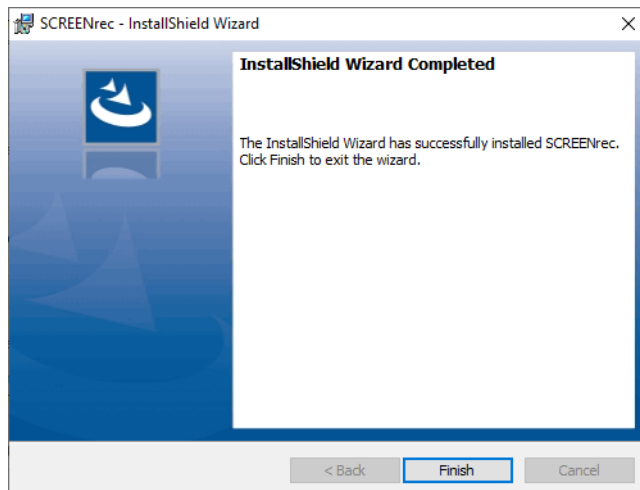 SCREENrec - InstallShield Wizard
InstallShield Wizard Completed
The InstallShield Wizard has successfully installed SCREENrec.
Click Finish to exit the wizard.
< Back Finish Cancel